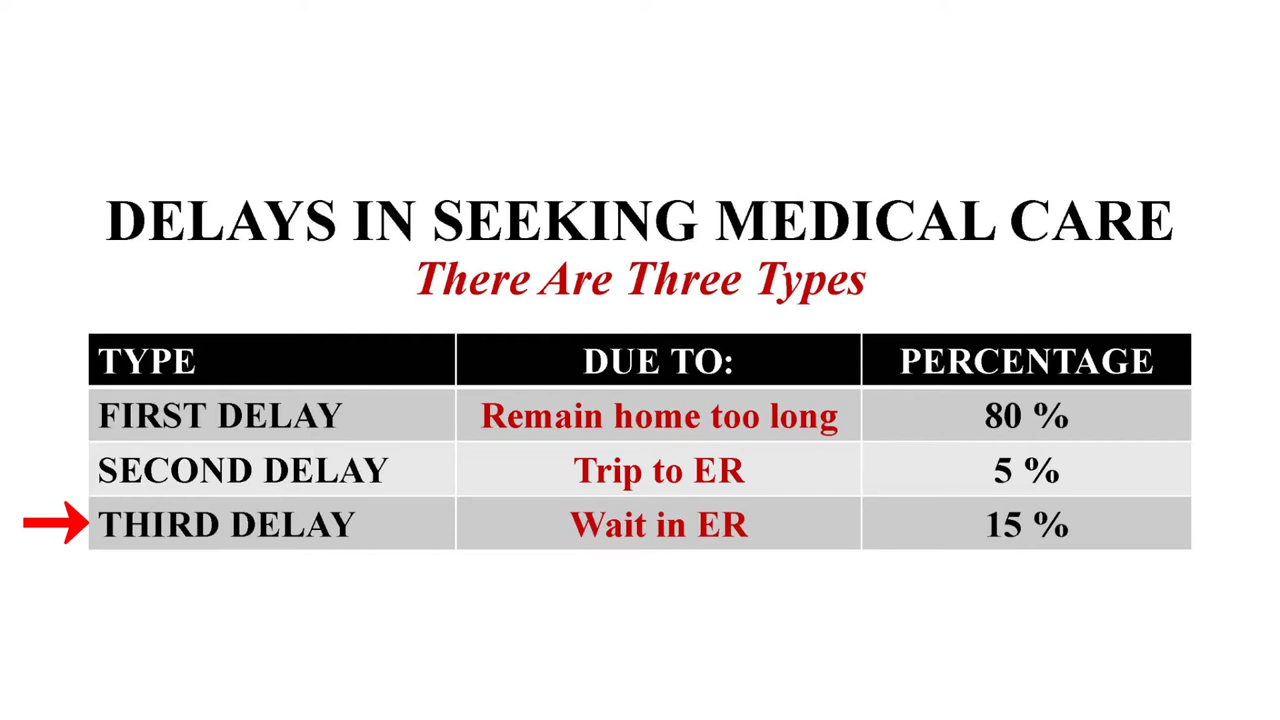 DELAYS IN SEEKING MEDICAL CARE
There Are Three Types
TYPE DUE TO: PERCENTAGE
FIRST DELAY Remain home too long 80 %
SECOND DELAY Trip to ER 5 %
THIRD DELAY Wait in ER 15 %